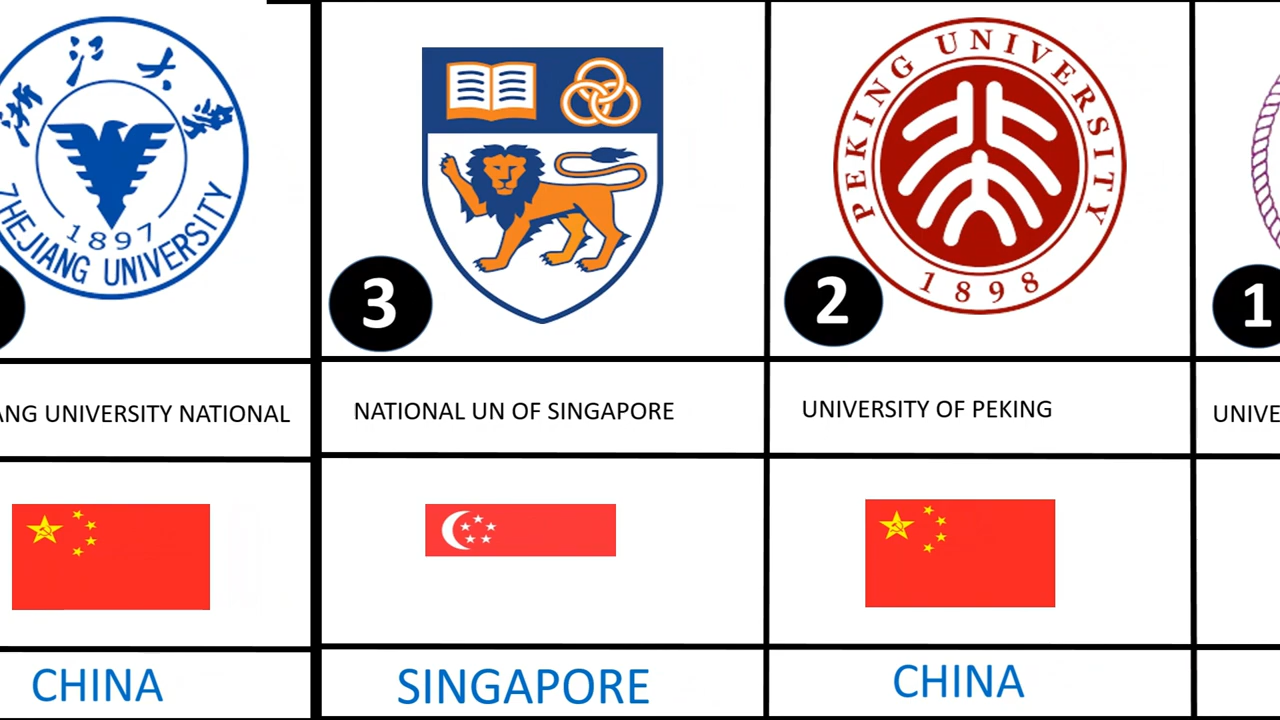 浙江大學
1897
ZHEJIANG UNIVERSITY
3
PEKING UNIVERSITY
1898
2
1
ANG UNIVERSITY NATIONAL
NATIONAL UN OF SINGAPORE
UNIVERSITY OF PEKING
UNIVE
CHINA
SINGAPORE
CHINA